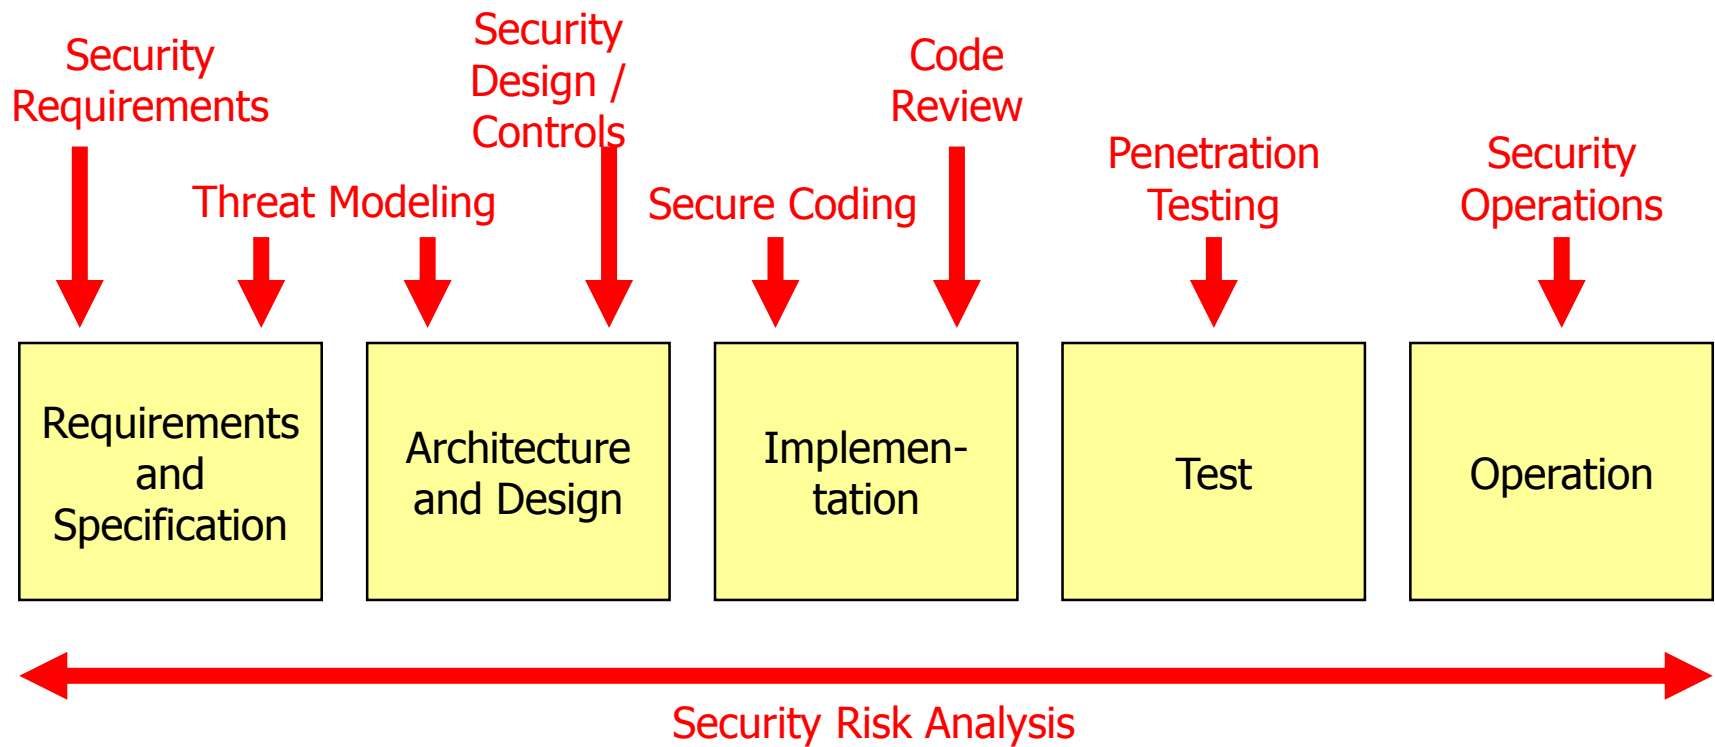 Security
Requirements
Threat Modeling
Security
Design /
Controls
Secure Coding
Code
Review
Penetration
Testing
Security
Operations
Requirements
and
Specification
Architecture
and Design
Implemen-
tation
Test
Operation
Security Risk Analysis